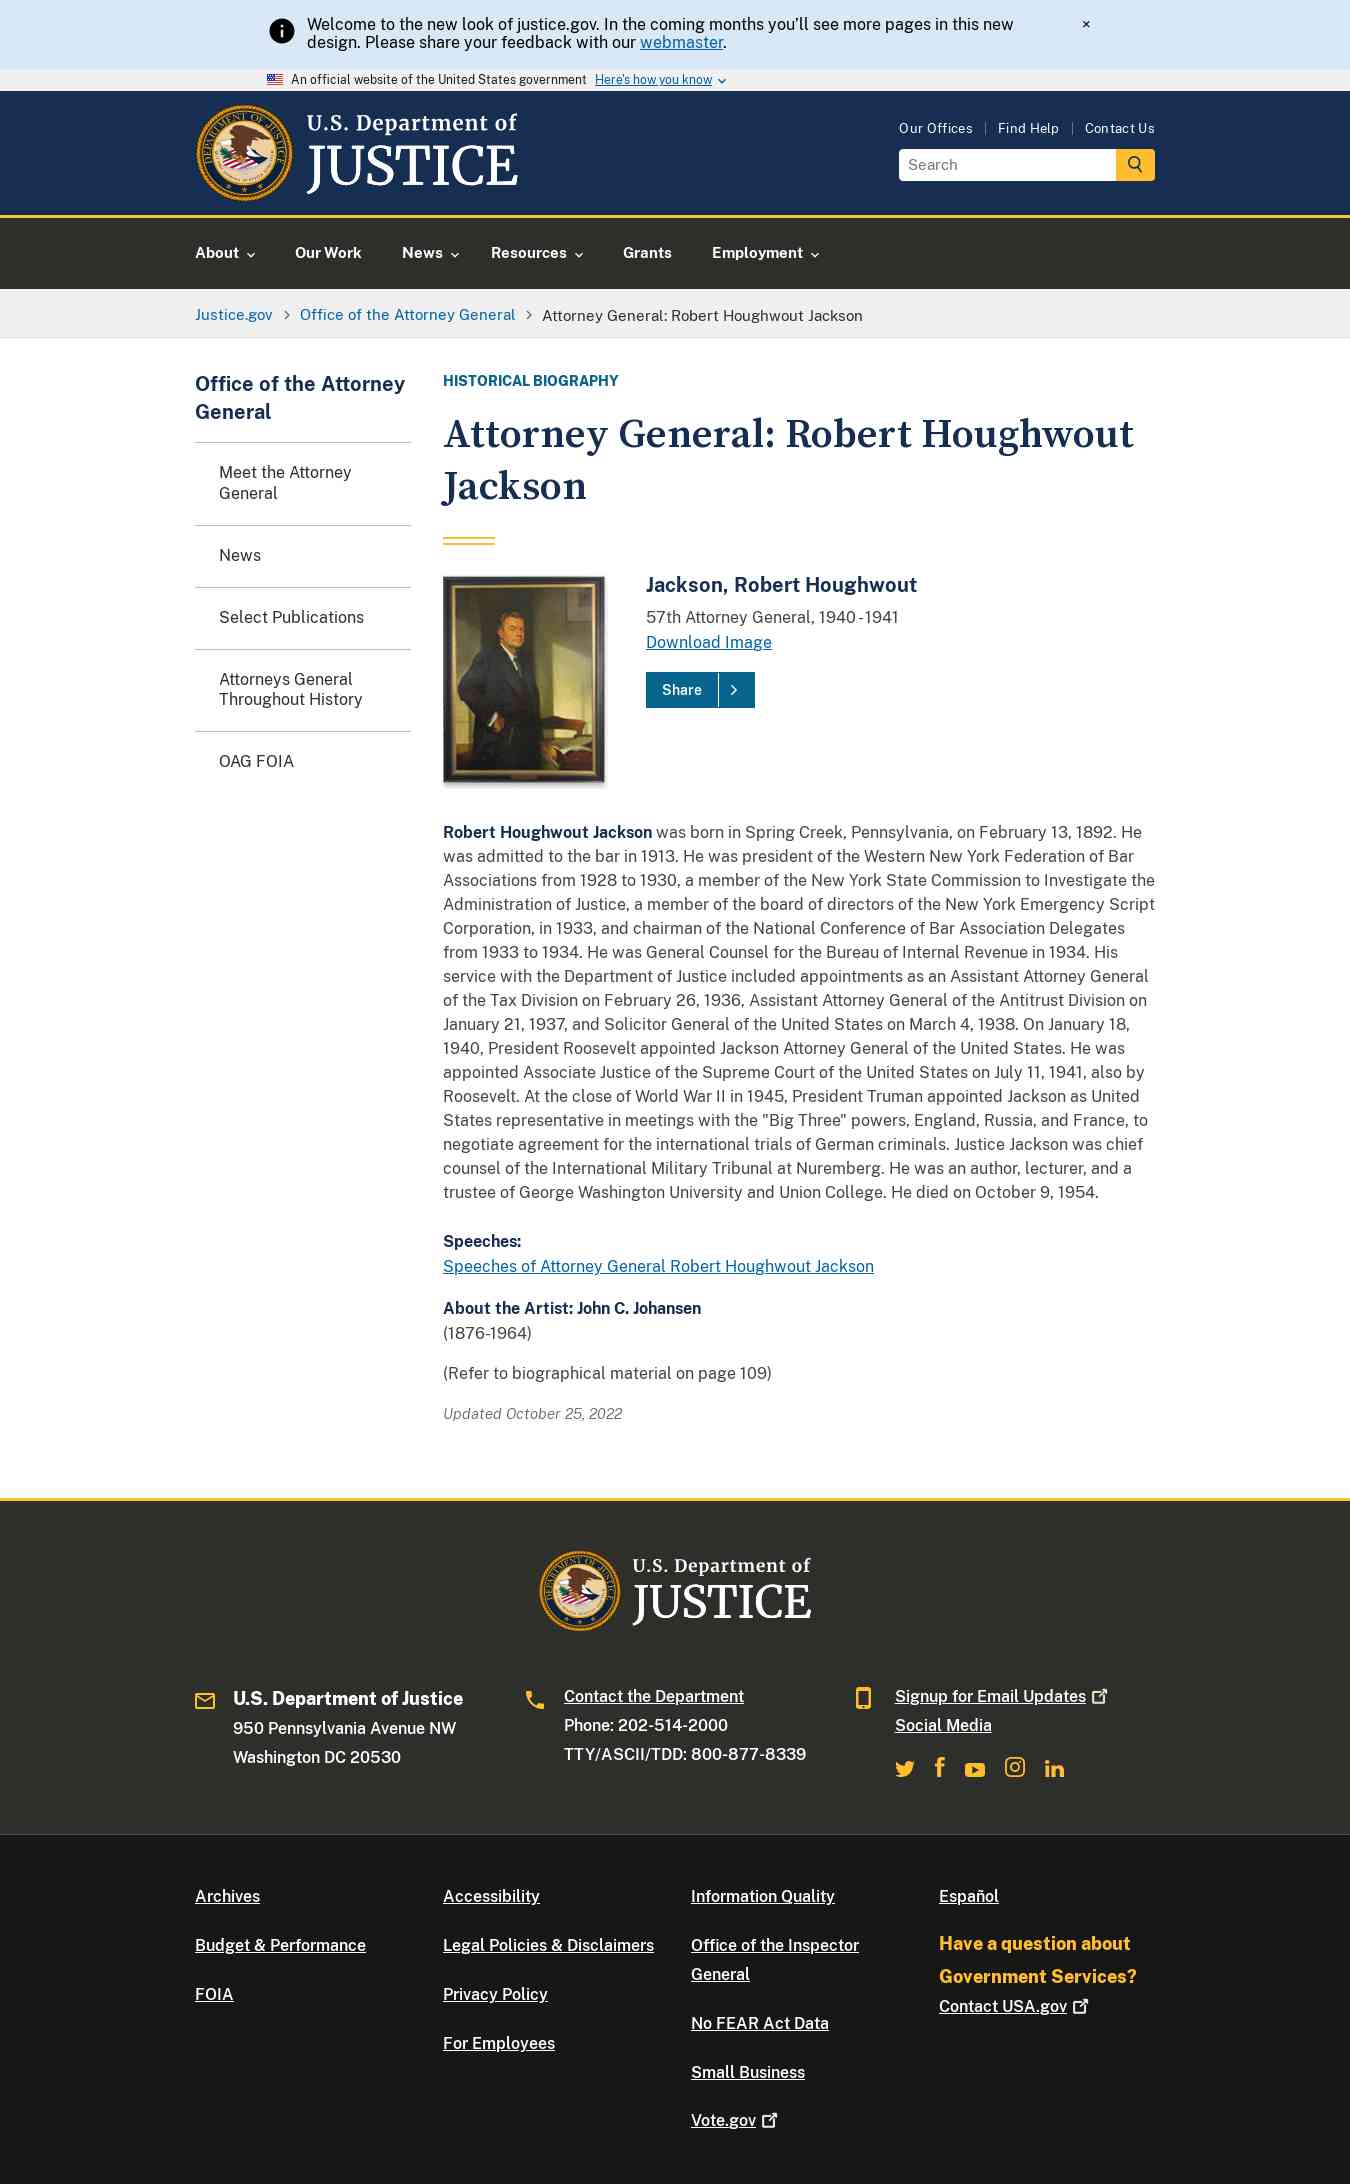 Welcome to the new look of justice.gov. In the coming months you'll see more pages in this new
design. Please share your feedback with our webmaster.
×
An official website of the United States government Here's how you know
U.S. Department of
JUSTICE
Our Offices
Find Help
Contact Us
Search
About
Our Work
News
Resources
Grants
Employment
Justice.gov
Office of the Attorney General
Attorney General: Robert Houghwout Jackson
Office of the Attorney
General
Meet the Attorney
General
News
Select Publications
Attorneys General
Throughout History
OAG FOIA
HISTORICAL BIOGRAPHY
Attorney General: Robert Houghwout
Jackson
Jackson, Robert Houghwout
57th Attorney General, 1940 - 1941
Download Image
Share
Robert Houghwout Jackson was born in Spring Creek, Pennsylvania, on February 13, 1892. He
was admitted to the bar in 1913. He was president of the Western New York Federation of Bar
Associations from 1928 to 1930, a member of the New York State Commission to Investigate the
Administration of Justice, a member of the board of directors of the New York Emergency Script
Corporation, in 1933, and chairman of the National Conference of Bar Association Delegates
from 1933 to 1934. He was General Counsel for the Bureau of Internal Revenue in 1934. His
service with the Department of Justice included appointments as an Assistant Attorney General
of the Tax Division on February 26, 1936, Assistant Attorney General of the Antitrust Division on
January 21, 1937, and Solicitor General of the United States on March 4, 1938. On January 18,
1940, President Roosevelt appointed Jackson Attorney General of the United States. He was
appointed Associate Justice of the Supreme Court of the United States on July 11, 1941, also by
Roosevelt. At the close of World War II in 1945, President Truman appointed Jackson as United
States representative in meetings with the "Big Three" powers, England, Russia, and France, to
negotiate agreement for the international trials of German criminals. Justice Jackson was chief
counsel of the International Military Tribunal at Nuremberg. He was an author, lecturer, and a
trustee of George Washington University and Union College. He died on October 9, 1954.
Speeches:
Speeches of Attorney General Robert Houghwout Jackson
About the Artist: John C. Johansen
(1876-1964)
(Refer to biographical material on page 109)
Updated October 25, 2022
U.S. Department of
JUSTICE
U.S. Department of Justice
950 Pennsylvania Avenue NW
Washington DC 20530
Contact the Department
Phone: 202-514-2000
TTY/ASCII/TDD: 800-877-8339
Signup for Email Updates
Social Media
Archives
Budget & Performance
FOIA
Accessibility
Legal Policies & Disclaimers
Privacy Policy
For Employees
Information Quality
Office of the Inspector
General
No FEAR Act Data
Small Business
Vote.gov
Español
Have a question about
Government Services?
Contact USA.gov